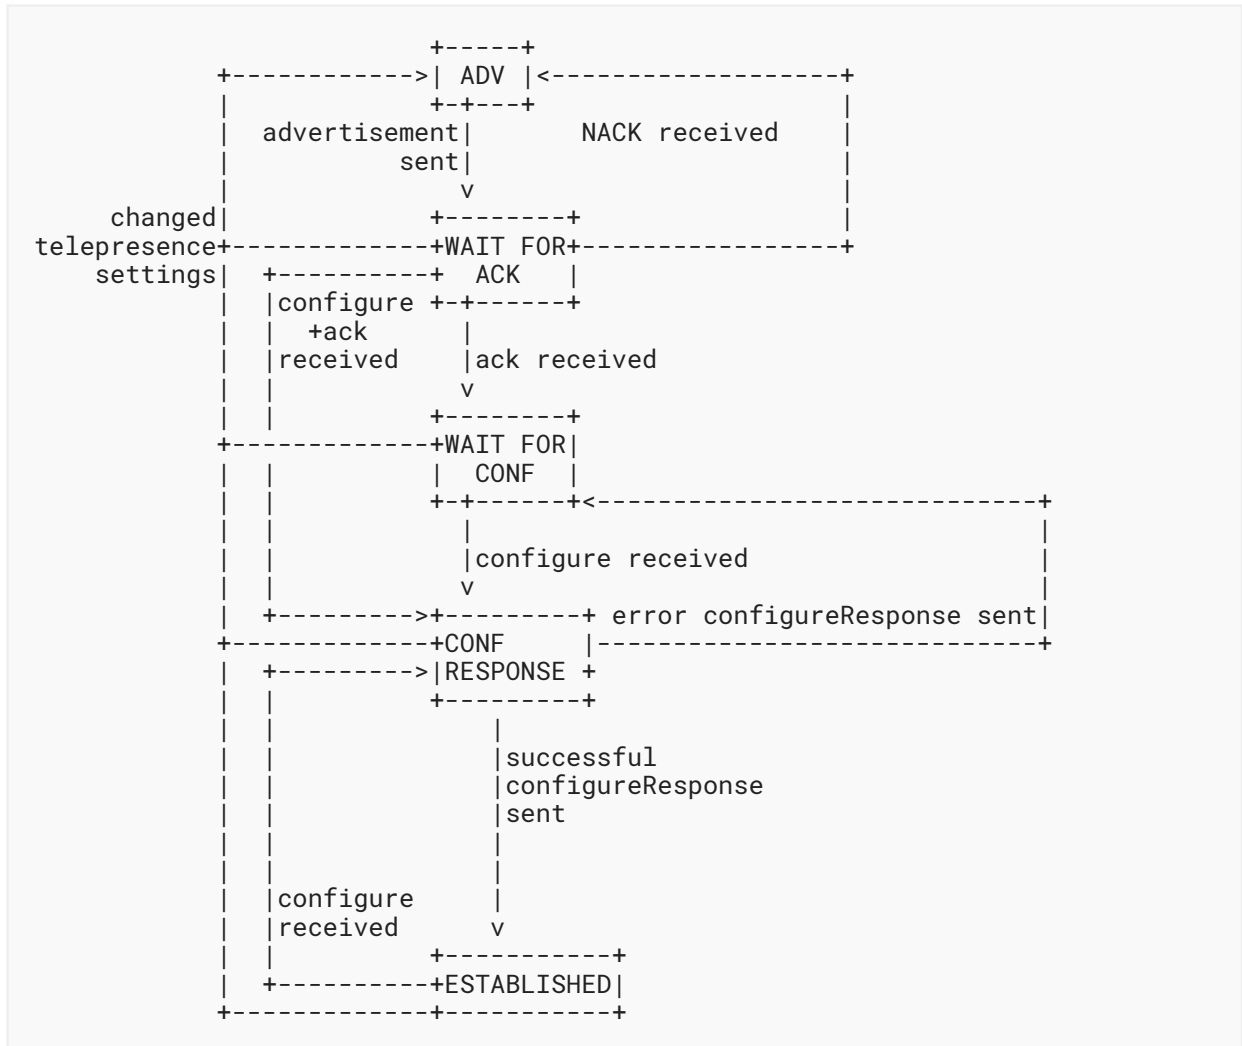 +-----+
            +------------>| ADV |<-------------------+
            |             +-+---+                    |
            |  advertisement|       NACK received    |
            |           sent|                        |
            |               v                        |
     changed|             +--------+                 |
telepresence+-------------+WAIT FOR+-----------------+
    settings|  +----------+  ACK   |
            |  |configure +-+------+
            |  |  +ack      |
            |  |received    |ack received
            |  |            v
            |  |          +--------+
            +-------------+WAIT FOR|
            |  |          |  CONF  |
            |  |          +-+------+<-----------------------------+
            |  |            |                                     |
            |  |            |configure received                   |
            |  |            v                                     |
            |  +--------->+---------+ error configureResponse sent|
            +-------------+CONF     |-----------------------------+
            |  +--------->|RESPONSE +
            |  |          +---------+
            |  |              |
            |  |              |successful
            |  |              |configureResponse
            |  |              |sent
            |  |              |
            |  |              |
            |  |configure     |
            |  |received      v
            |  |          +-----------+
            |  +----------+ESTABLISHED|
            +-------------+-----------+